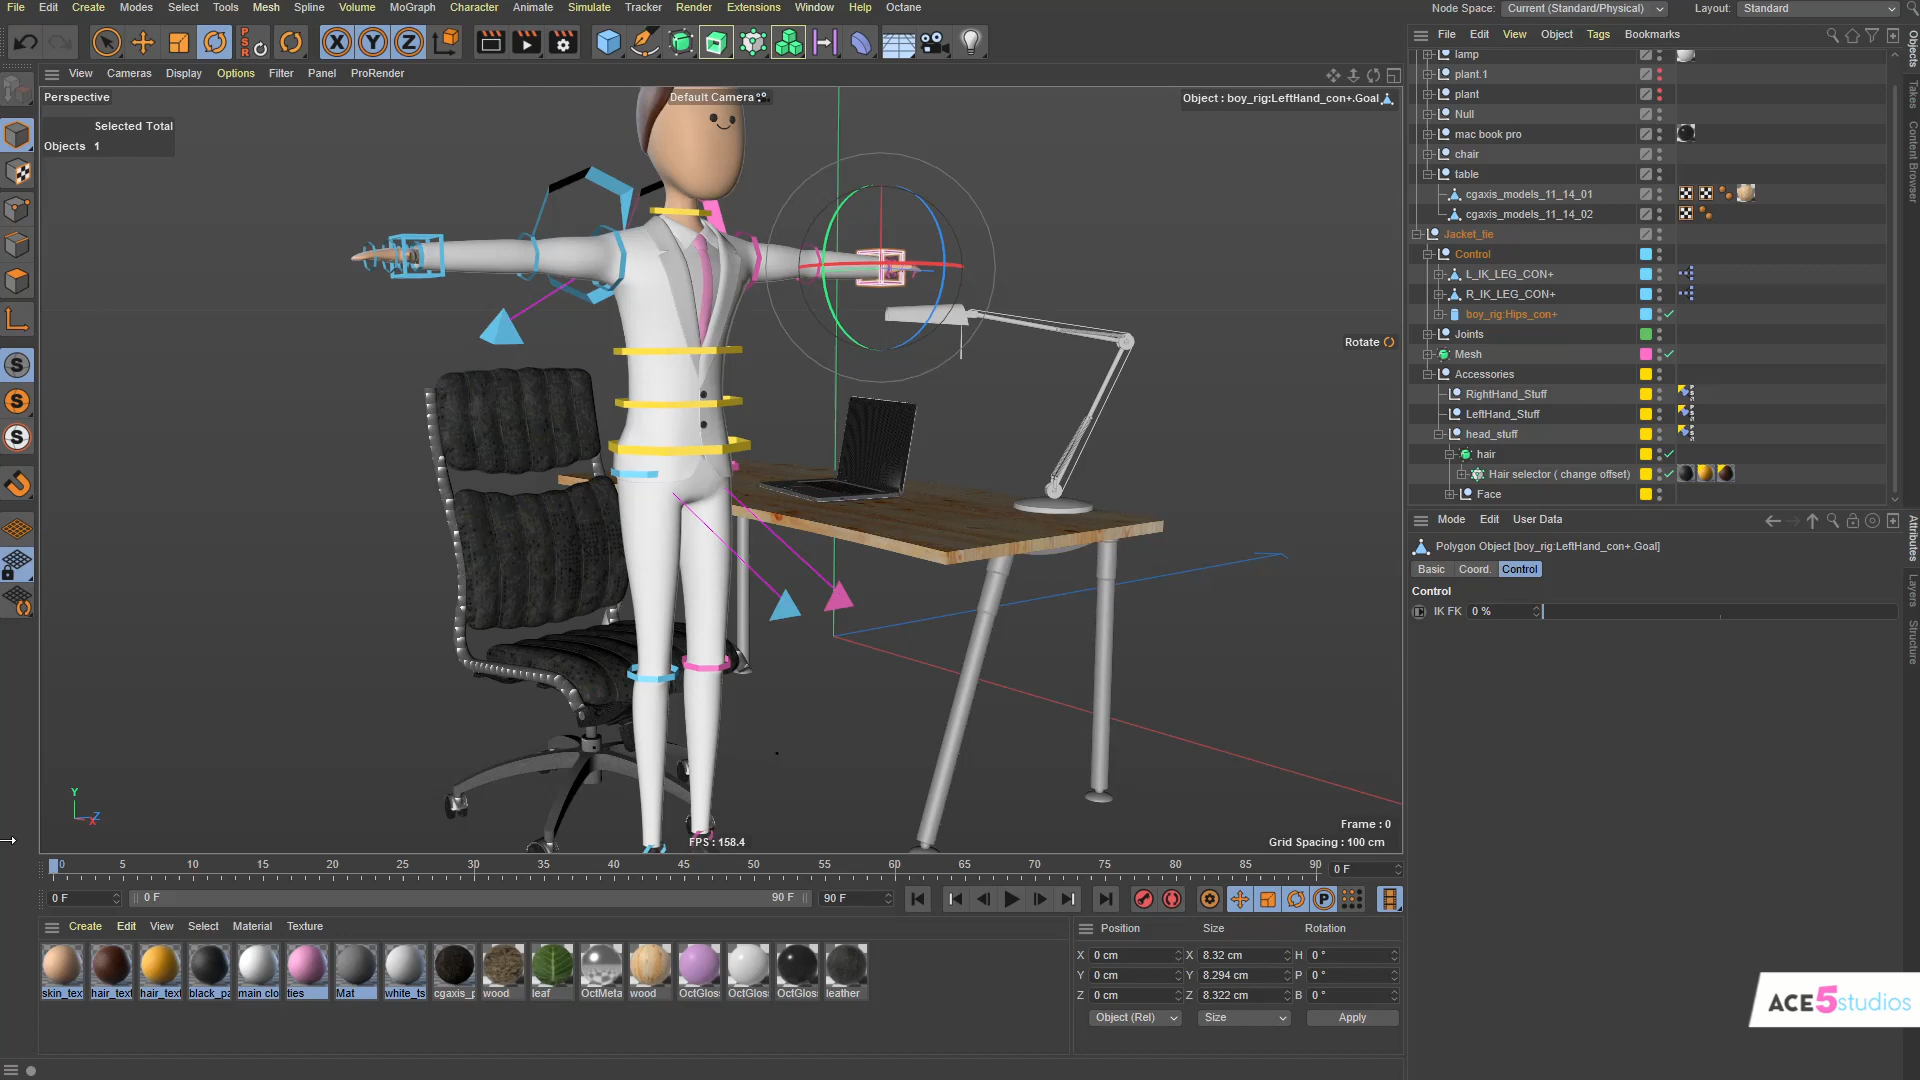 File Edit Create Modes Select Tools Mesh Spline Volume MoGraph Character Animate Simulate Tracker Render Extensions Window Help Octane
Node Space: Current (Standard/Physical) Layout: Standard
PSR X Y Z
File Edit View Object Tags Bookmarks
View Cameras Display Options Filter Panel ProRender
Perspective
Default Camera
Object : boy_rig:LeftHand_con+.Goal
Selected Total
Objects 1
Rotate
lamp
plant.1
plant
Null
mac book pro
chair
table
cgaxis_models_11_14_01
cgaxis_models_11_14_02
Jacket_tie
Control
L_IK_LEG_CON+
R_IK_LEG_CON+
boy_rig:Hips_con+
Joints
Mesh
Accessories
RightHand_Stuff
LeftHand_Stuff
head_stuff
hair
Hair selector ( change offset)
Face
Objects
Takes
Content Browser
Mode Edit User Data
Polygon Object [boy_rig:LeftHand_con+.Goal]
Basic Coord. Control
Control
IK FK 0 %
Attributes
Layers
Structure
Y
Z
X
FPS : 158.4
Frame : 0
Grid Spacing : 100 cm
0 5 10 15 20 25 30 35 40 45 50 55 60 65 70 75 80 85 90 0 F
0 F 0 F 90 F 90 F P
Create Edit View Select Material Texture
skin_tex hair_text hair_text black_pa main clo ties Mat white_ts cgaxis_p wood leaf OctMeta wood OctGlos OctGlos OctGlos leather
Position Size Rotation
X 0 cm X 8.32 cm H 0 °
Y 0 cm Y 8.294 cm P 0 °
Z 0 cm Z 8.322 cm B 0 °
Object (Rel) Size Apply
ACE5studios